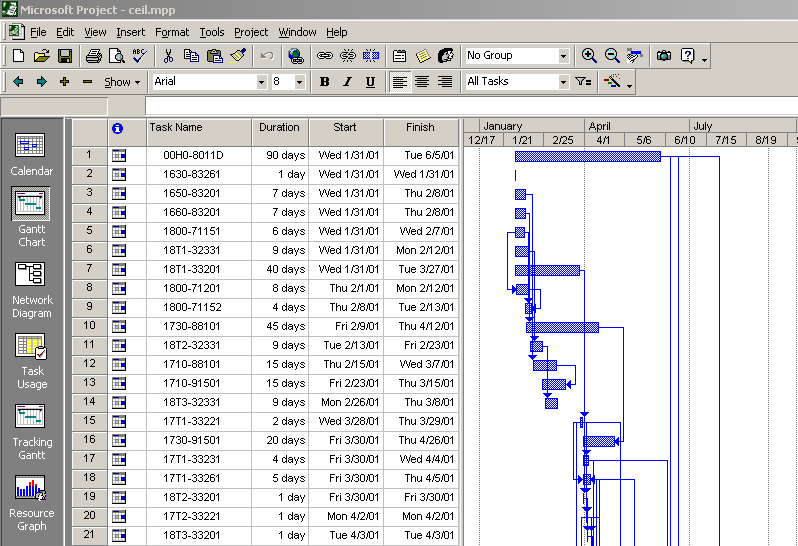 Microsoft Project - ceil.mpp
File Edit View Insert Format Tools Project Window Help
No Group
Show Arial 8 B I U All Tasks
Task Name Duration Start Finish
January April July
12/17 1/21 2/25 4/1 5/6 6/10 7/15 8/19
Calendar
Gantt
Chart
Network
Diagram
Task
Usage
Tracking
Gantt
Resource
Graph
1 00H0-8011D 90 days Wed 1/31/01 Tue 6/5/01
2 1630-83261 1 day Wed 1/31/01 Wed 1/31/01
3 1650-83201 7 days Wed 1/31/01 Thu 2/8/01
4 1660-83201 7 days Wed 1/31/01 Thu 2/8/01
5 1800-71151 6 days Wed 1/31/01 Wed 2/7/01
6 18T1-32331 9 days Wed 1/31/01 Mon 2/12/01
7 18T1-33201 40 days Wed 1/31/01 Tue 3/27/01
8 1800-71201 8 days Thu 2/1/01 Mon 2/12/01
9 1800-71152 4 days Thu 2/8/01 Tue 2/13/01
10 1730-88101 45 days Fri 2/9/01 Thu 4/12/01
11 18T2-32331 9 days Tue 2/13/01 Fri 2/23/01
12 1710-88101 15 days Thu 2/15/01 Wed 3/7/01
13 1710-91501 15 days Fri 2/23/01 Thu 3/15/01
14 18T3-32331 9 days Mon 2/26/01 Thu 3/8/01
15 17T1-33221 2 days Wed 3/28/01 Thu 3/29/01
16 1730-91501 20 days Fri 3/30/01 Thu 4/26/01
17 17T1-33231 4 days Fri 3/30/01 Wed 4/4/01
18 17T1-33261 5 days Fri 3/30/01 Thu 4/5/01
19 18T2-33201 1 day Fri 3/30/01 Fri 3/30/01
20 17T2-33221 1 day Mon 4/2/01 Mon 4/2/01
21 18T3-33201 1 day Tue 4/3/01 Tue 4/3/01